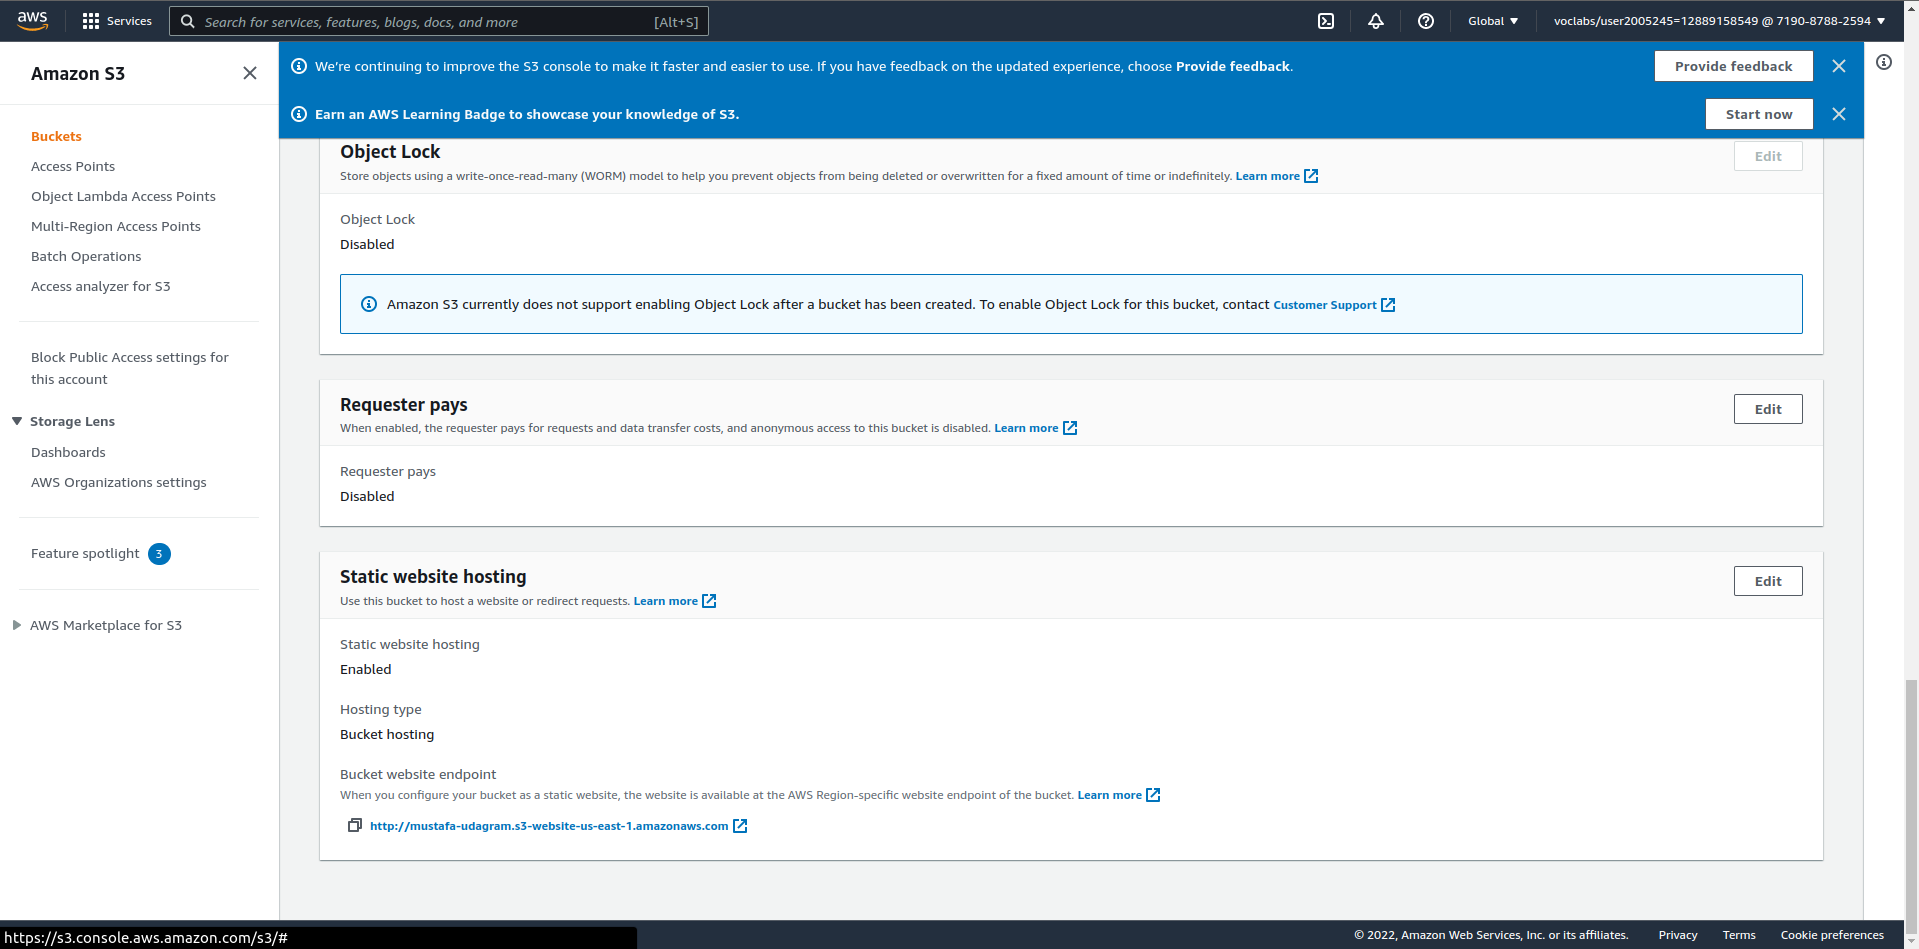 aws
Services
Search for services, features, blogs, docs, and more [Alt+S]
Global
voclabs/user2005245=12889158549 @ 7190-8788-2594
Amazon S3
Buckets
Access Points
Object Lambda Access Points
Multi-Region Access Points
Batch Operations
Access analyzer for S3
Block Public Access settings for
this account
Storage Lens
Dashboards
AWS Organizations settings
Feature spotlight 3
AWS Marketplace for S3
We're continuing to improve the S3 console to make it faster and easier to use. If you have feedback on the updated experience, choose Provide feedback.
Provide feedback
Earn an AWS Learning Badge to showcase your knowledge of S3.
Start now
Object Lock
Edit
Store objects using a write-once-read-many (WORM) model to help you prevent objects from being deleted or overwritten for a fixed amount of time or indefinitely. Learn more
Object Lock
Disabled
Amazon S3 currently does not support enabling Object Lock after a bucket has been created. To enable Object Lock for this bucket, contact Customer Support
Requester pays
Edit
When enabled, the requester pays for requests and data transfer costs, and anonymous access to this bucket is disabled. Learn more
Requester pays
Disabled
Static website hosting
Edit
Use this bucket to host a website or redirect requests. Learn more
Static website hosting
Enabled
Hosting type
Bucket hosting
Bucket website endpoint
When you configure your bucket as a static website, the website is available at the AWS Region-specific website endpoint of the bucket. Learn more
http://mustafa-udagram.s3-website-us-east-1.amazonaws.com
https://s3.console.aws.amazon.com/s3/#
© 2022, Amazon Web Services, Inc. or its affiliates.
Privacy
Terms
Cookie preferences